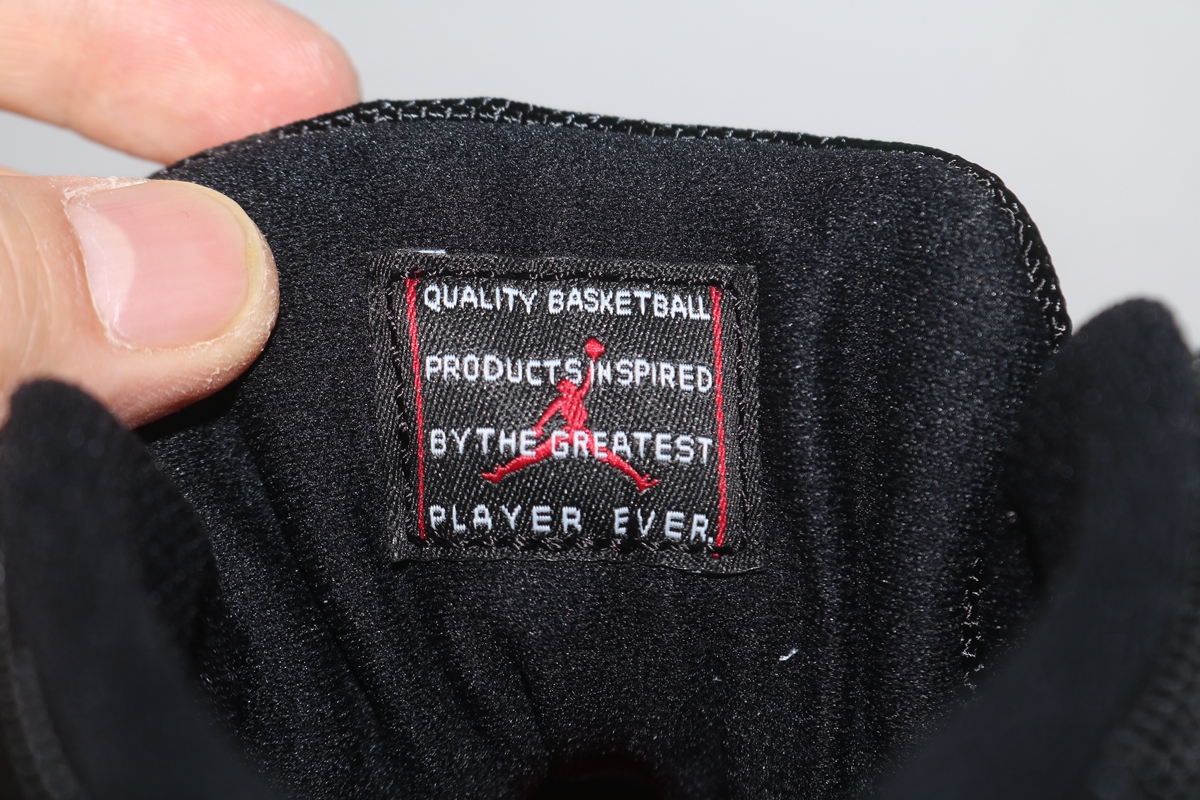 QUALITY BASKETBALL
PRODUCTS INSPIRED
BY THE GREATEST
PLAYER EVER.